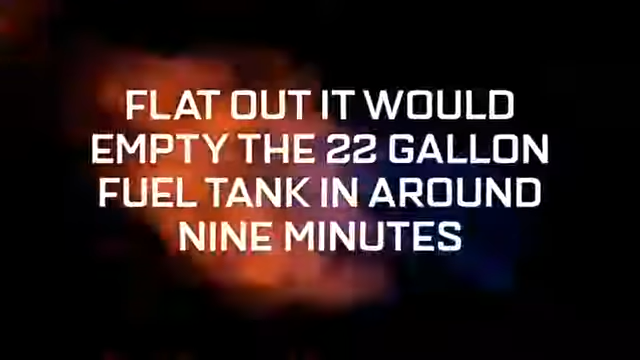 FLAT OUT IT WOULD
EMPTY THE 22 GALLON
FUEL TANK IN AROUND
NINE MINUTES